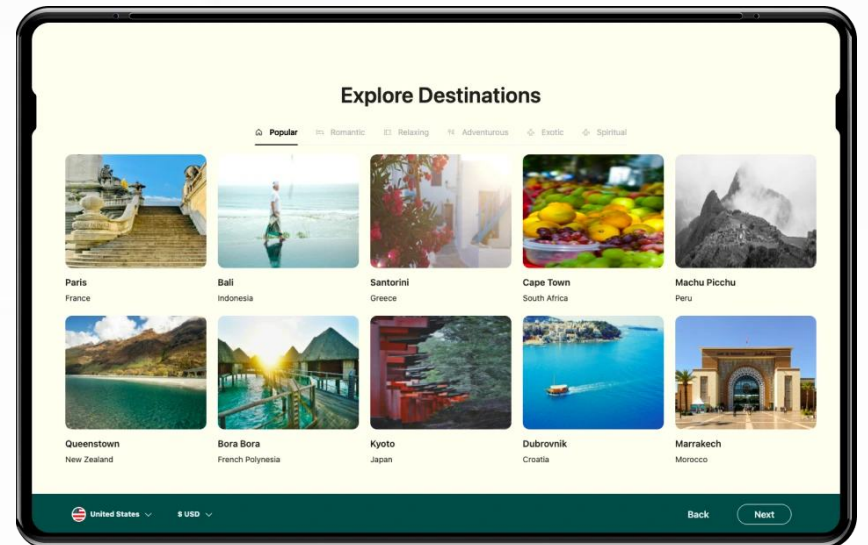 Explore Destinations
Popular Romantic Relaxing Adventurous Exotic Spiritual
Paris Bali Santorini Cape Town Machu Picchu
France Indonesia Greece South Africa Peru
Queenstown Bora Bora Kyoto Dubrovnik Marrakech
New Zealand French Polynesia Japan Croatia Morocco
United States $ USD Back Next